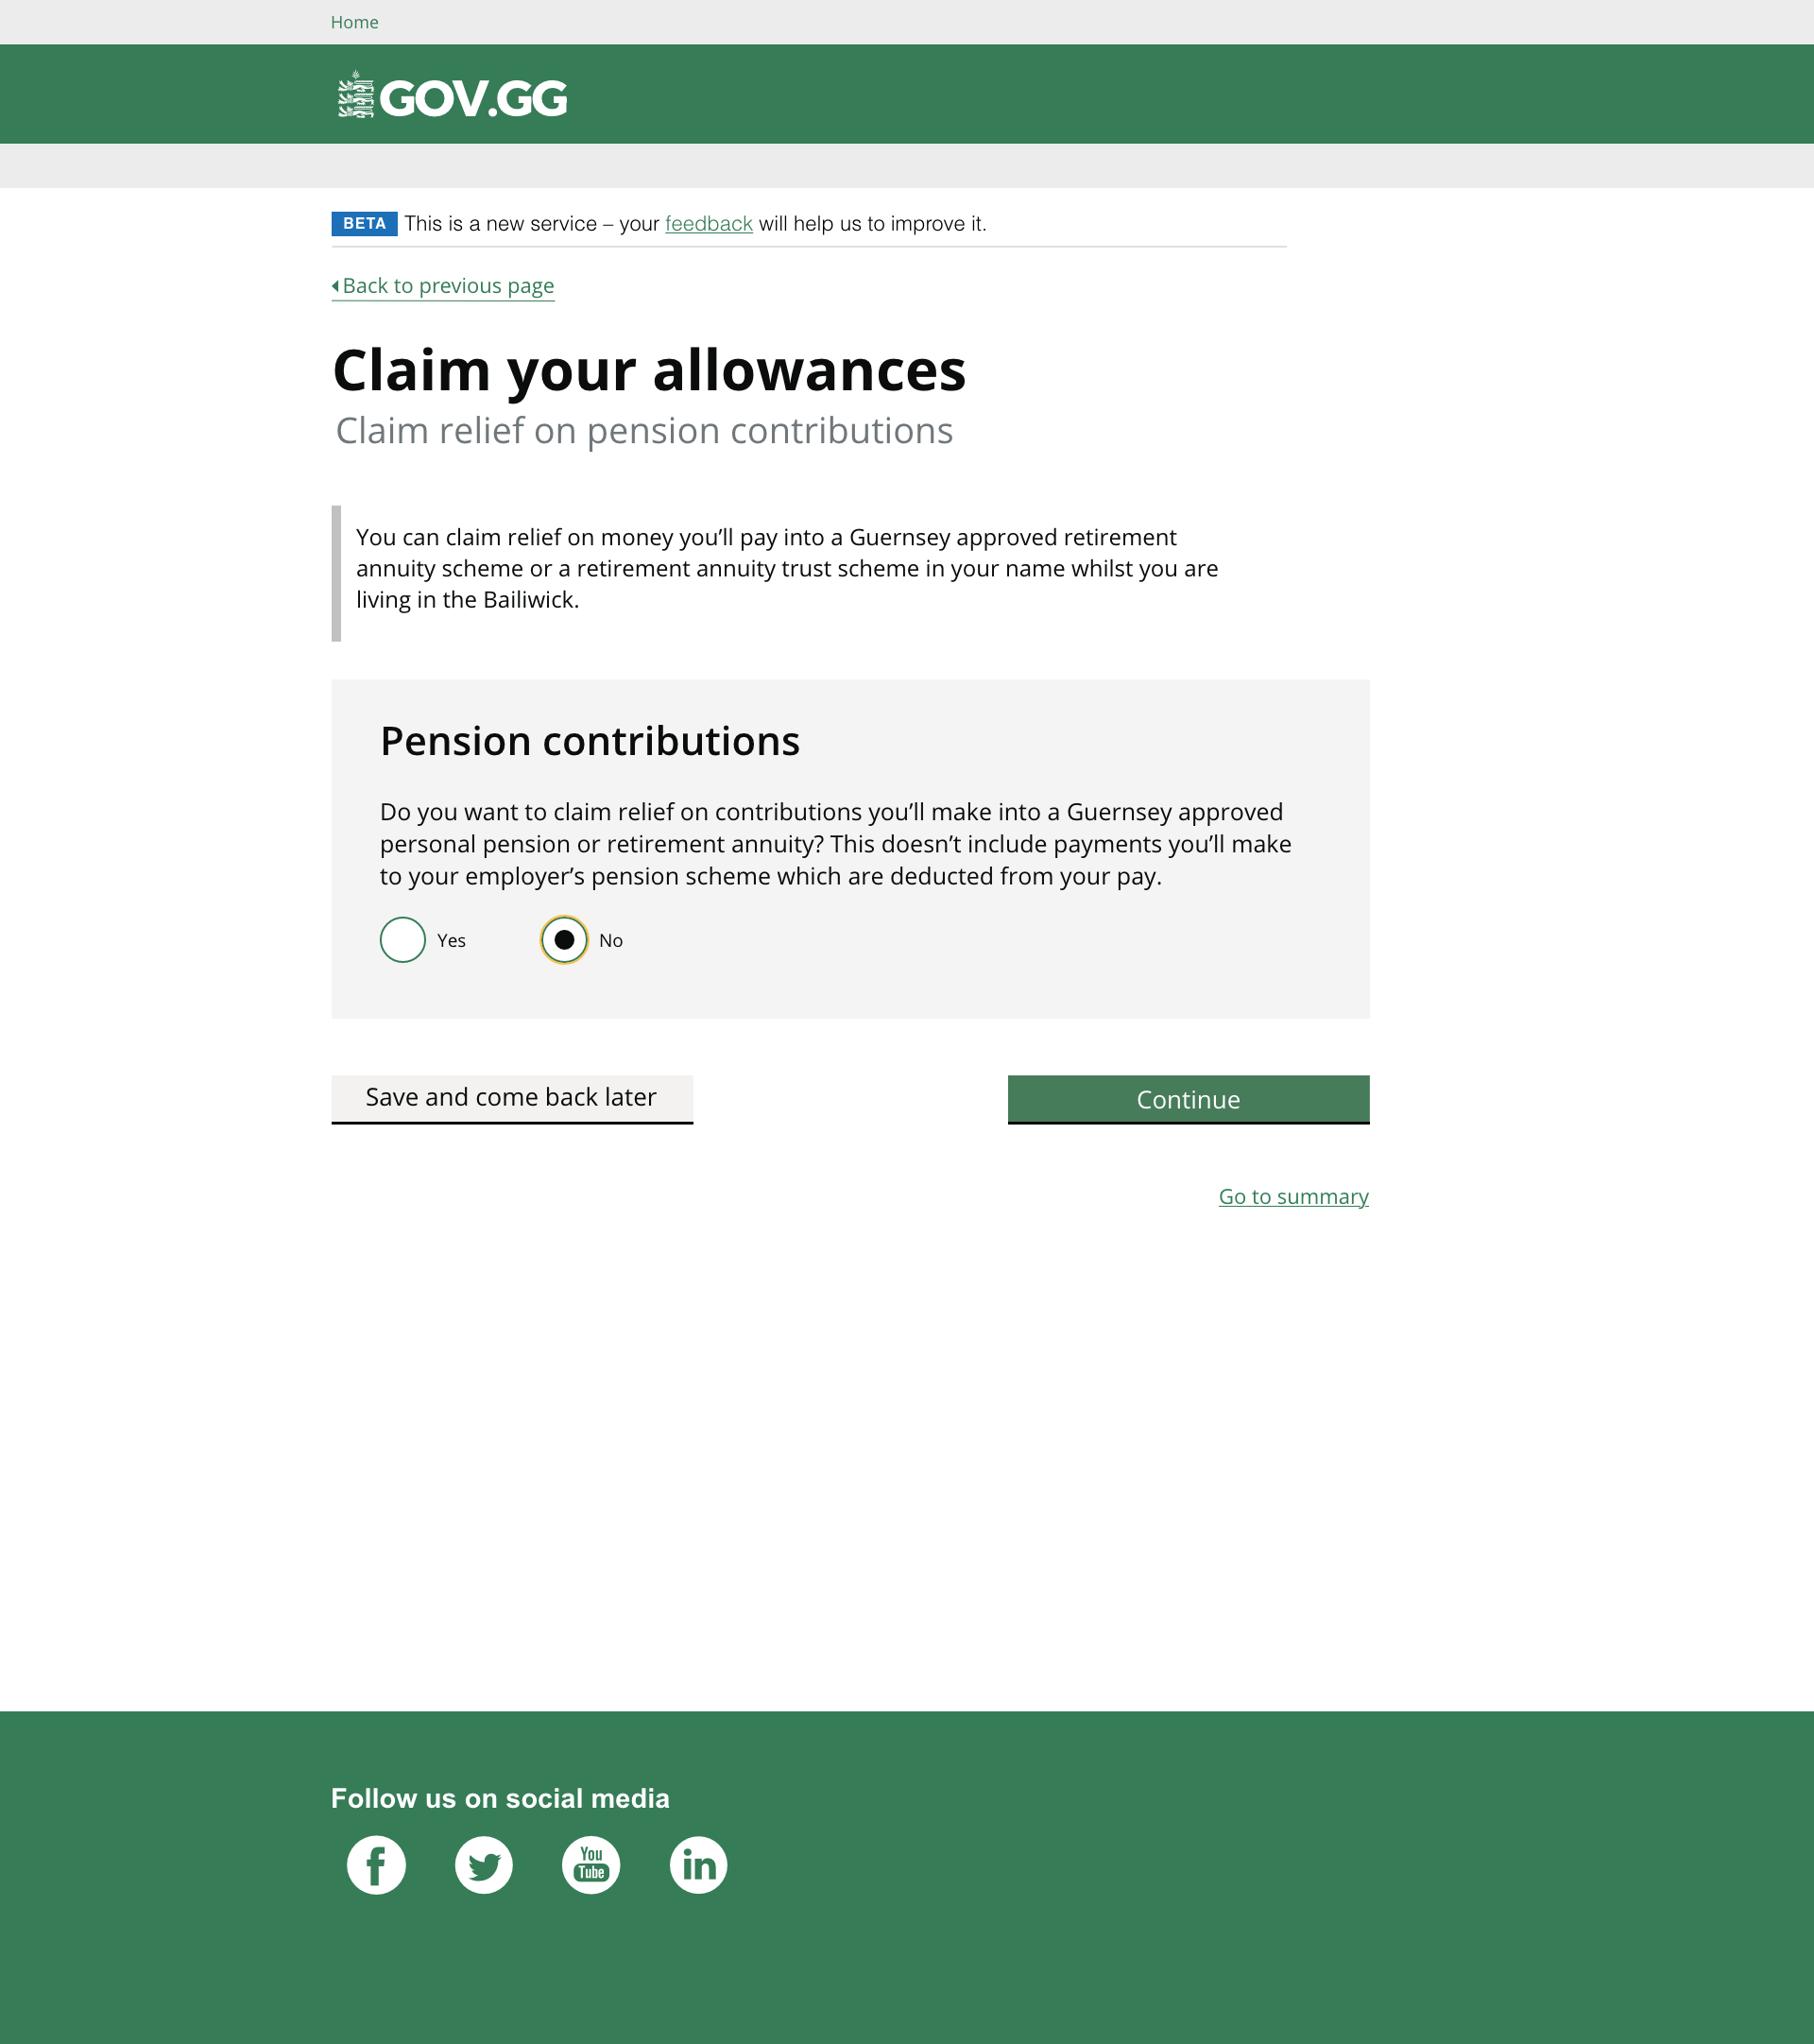 Home
GOV.GG
BETA This is a new service – your feedback will help us to improve it.
Back to previous page
Claim your allowances
Claim relief on pension contributions
You can claim relief on money you’ll pay into a Guernsey approved retirement
annuity scheme or a retirement annuity trust scheme in your name whilst you are
living in the Bailiwick.
Pension contributions
Do you want to claim relief on contributions you’ll make into a Guernsey approved
personal pension or retirement annuity? This doesn’t include payments you’ll make
to your employer’s pension scheme which are deducted from your pay.
Yes No
Save and come back later Continue
Go to summary
Follow us on social media
f You Tube in